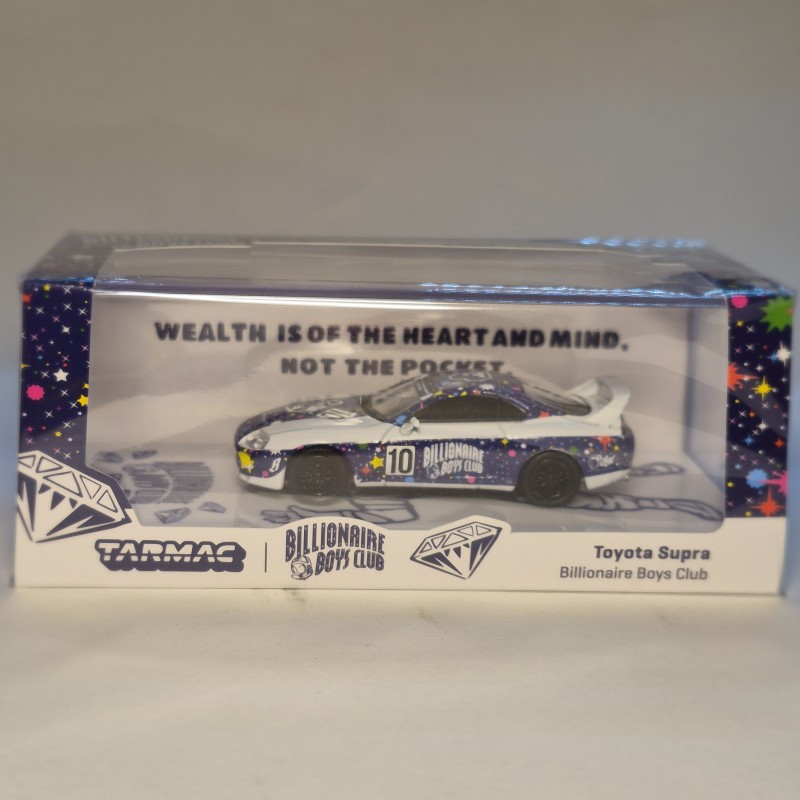 WEALTH IS OF THE HEART AND MIND,
NOT THE POCKET
10
BILLIONAIRE
BOYS CLUB
TARMAC
BILLIONAIRE
BOYS CLUB
Toyota Supra
Billionaire Boys Club